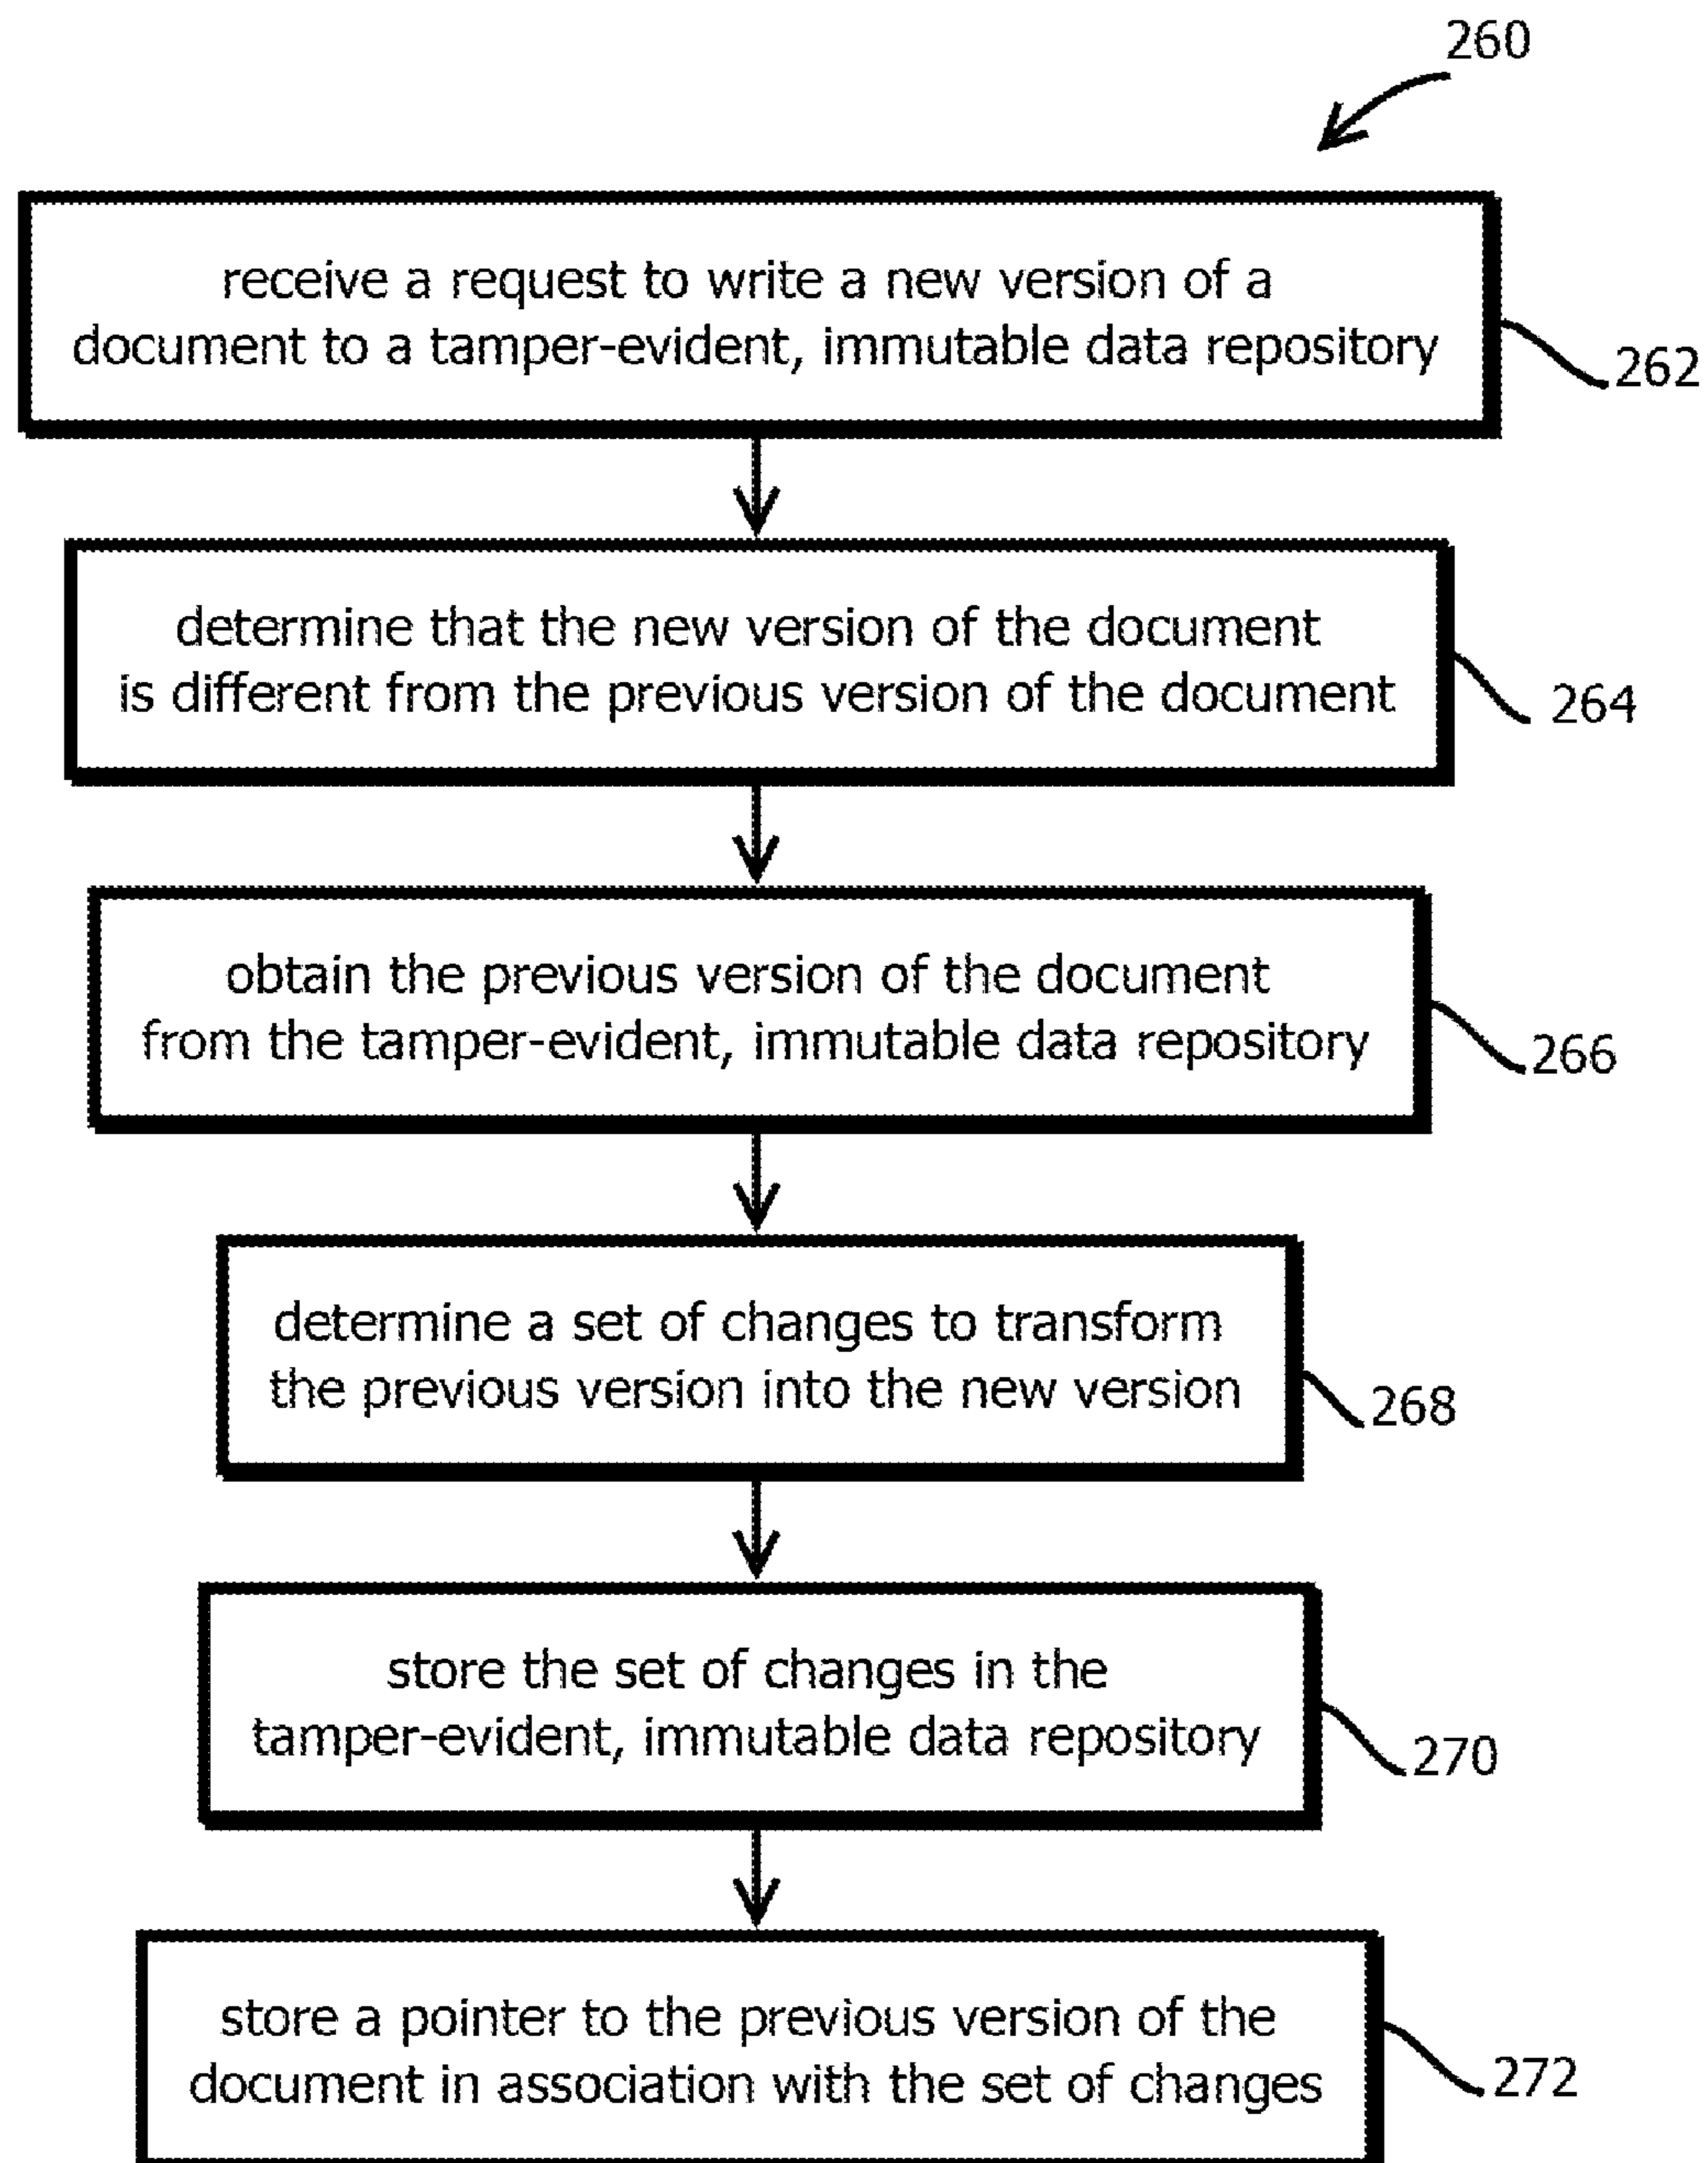 260
receive a request to write a new version of a
document to a tamper-evident, immutable data repository
262
determine that the new version of the document
is different from the previous version of the document
264
obtain the previous version of the document
from the tamper-evident, immutable data repository
266
determine a set of changes to transform
the previous version into the new version
268
store the set of changes in the
tamper-evident, immutable data repository
270
store a pointer to the previous version of the
document in association with the set of changes
272